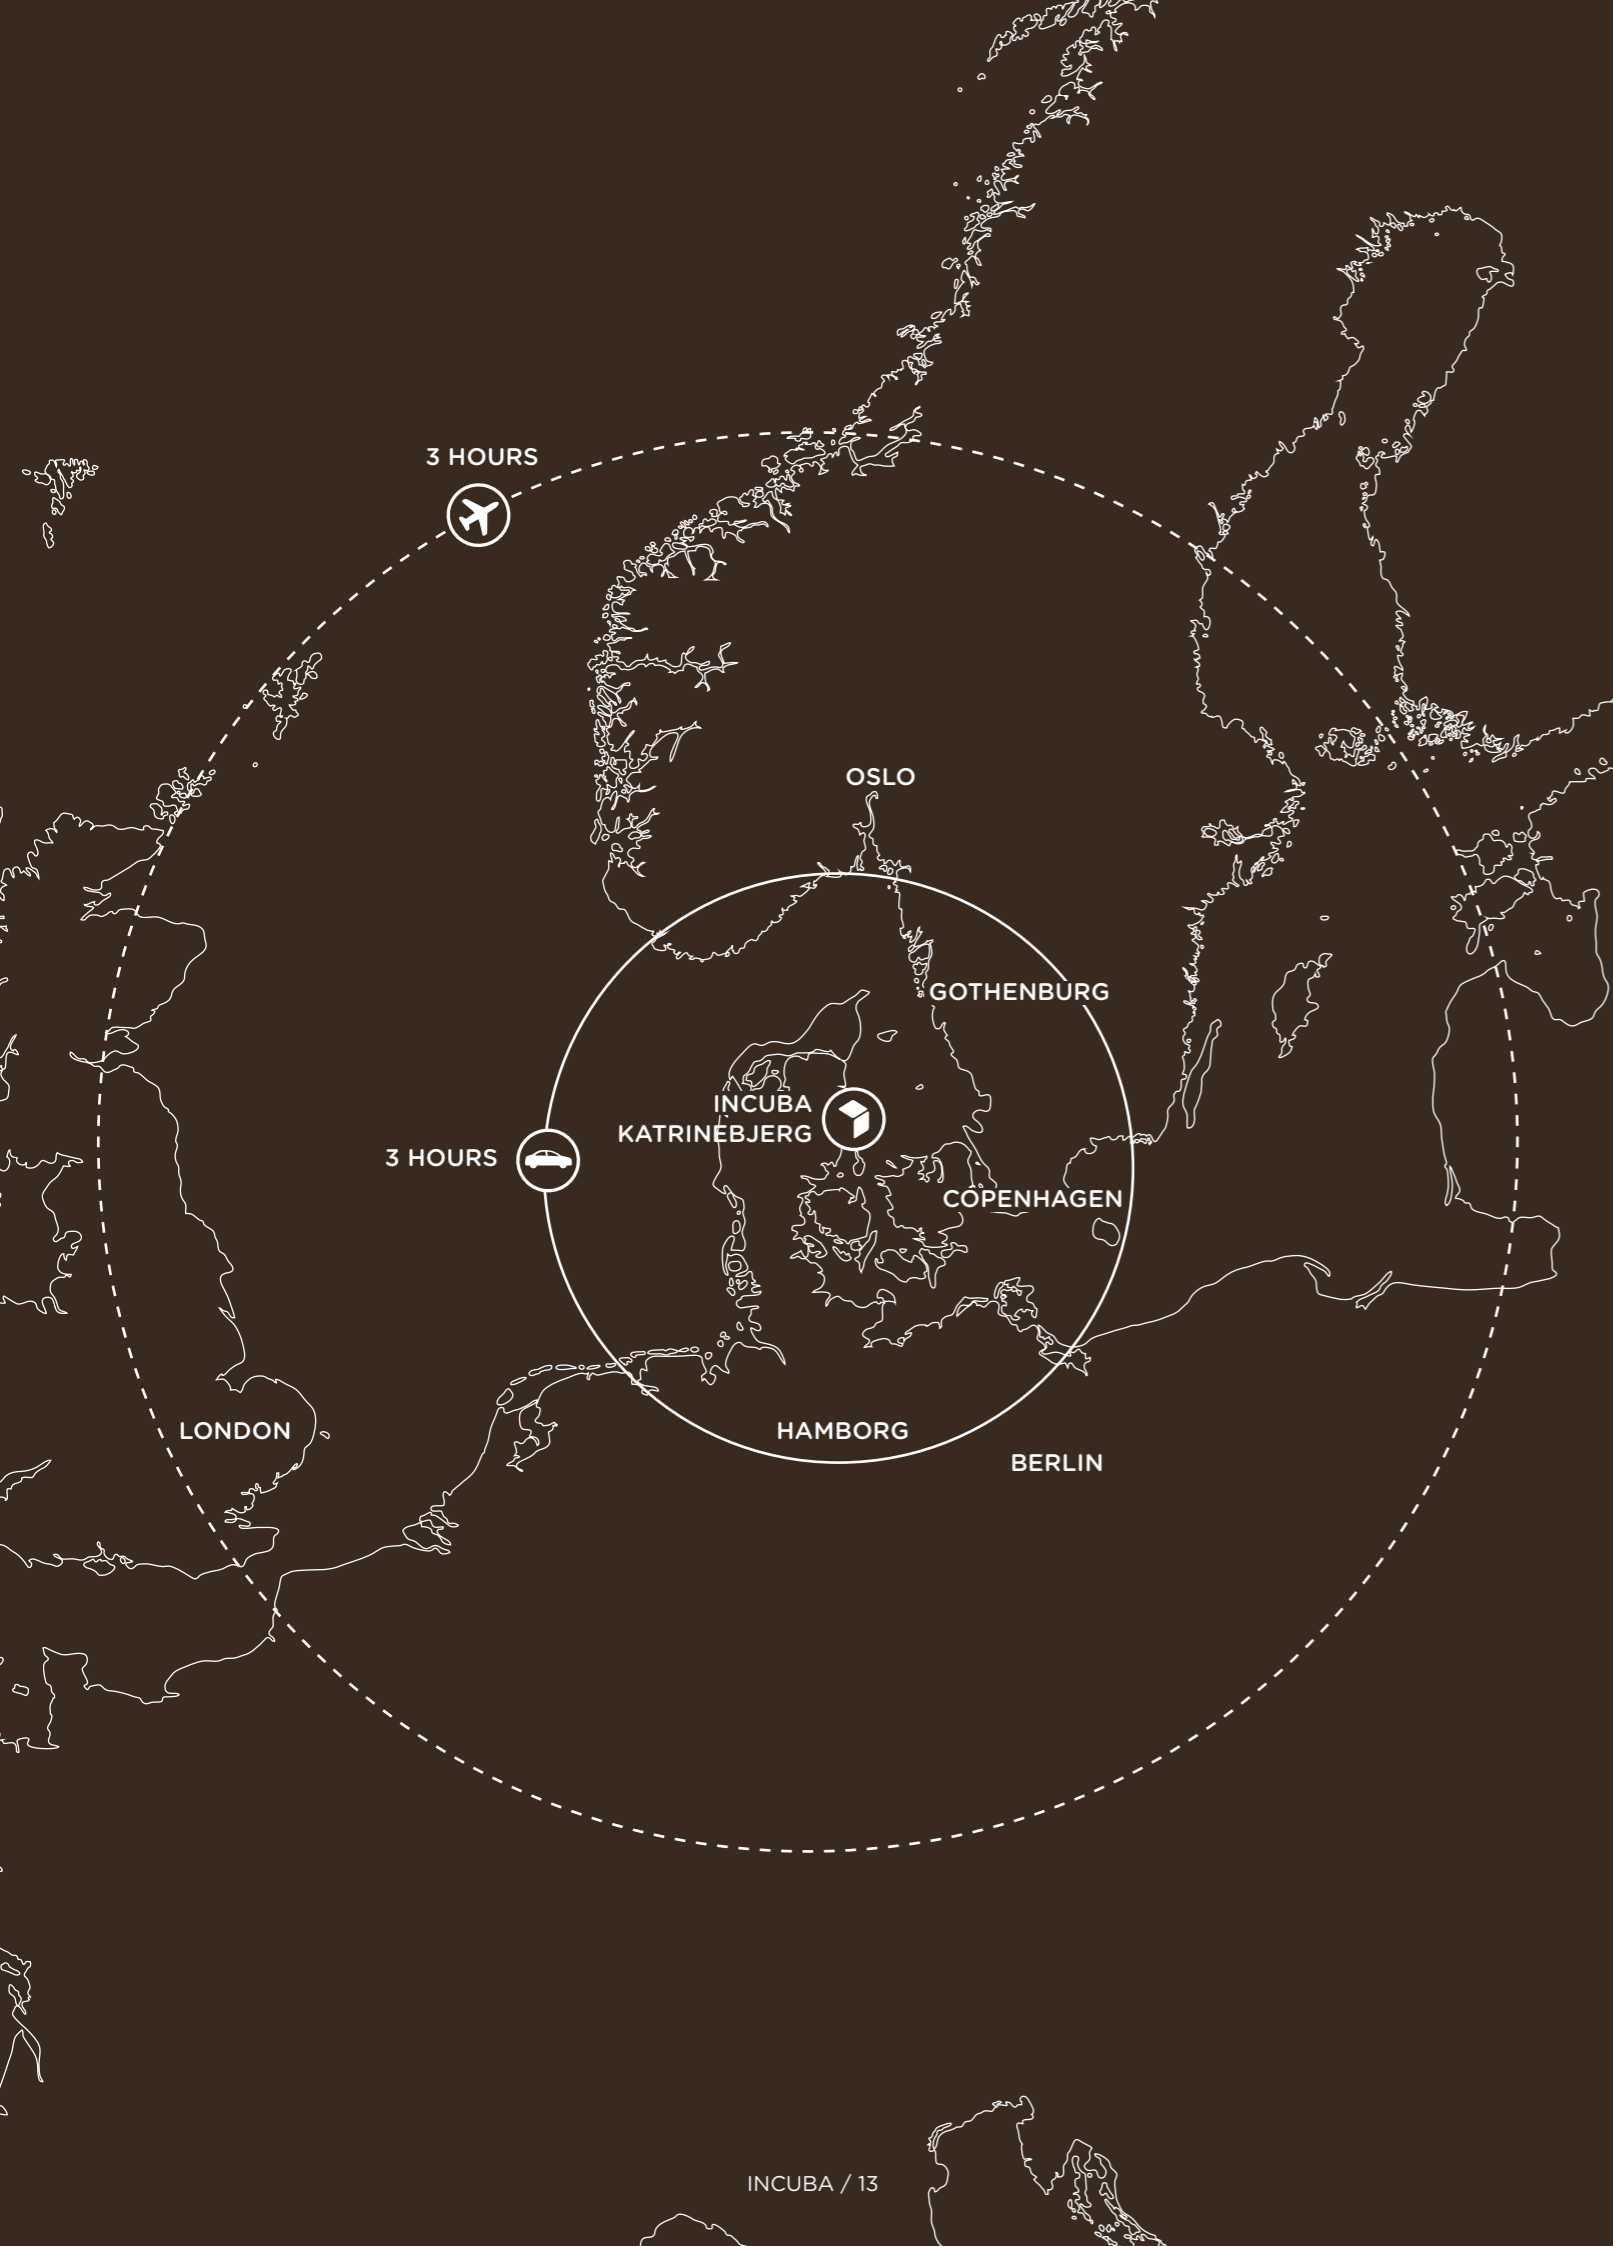 3 HOURS
OSLO
GOTHENBURG
INCUBA
KATRINEBJERG
3 HOURS
COPENHAGEN
LONDON
HAMBORG
BERLIN
INCUBA / 13